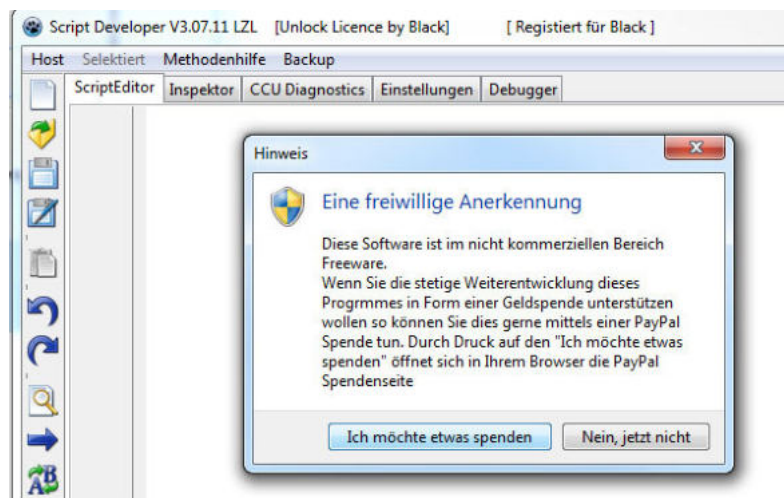 Script Developer V3.07.11 LZL [Unlock Licence by Black] [ Registiert für Black ]
Host Selektiert Methodenhilfe Backup
ScriptEditor Inspektor CCU Diagnostics Einstellungen Debugger
Hinweis
Eine freiwillige Anerkennung
Diese Software ist im nicht kommerziellen Bereich
Freeware.
Wenn Sie die stetige Weiterentwicklung dieses
Progrmmes in Form einer Geldspende unterstützen
wollen so können Sie dies gerne mittels einer PayPal
Spende tun. Durch Druck auf den "Ich möchte etwas
spenden" öffnet sich in Ihrem Browser die PayPal
Spendenseite
Ich möchte etwas spenden Nein, jetzt nicht
AB